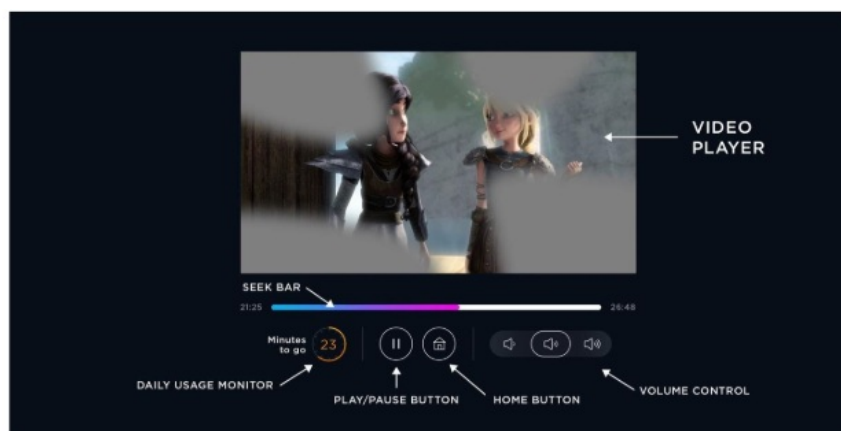 VIDEO
PLAYER
SEEK BAR
21:25
26:48
Minutes
to go
23
DAILY USAGE MONITOR
PLAY/PAUSE BUTTON
HOME BUTTON
VOLUME CONTROL